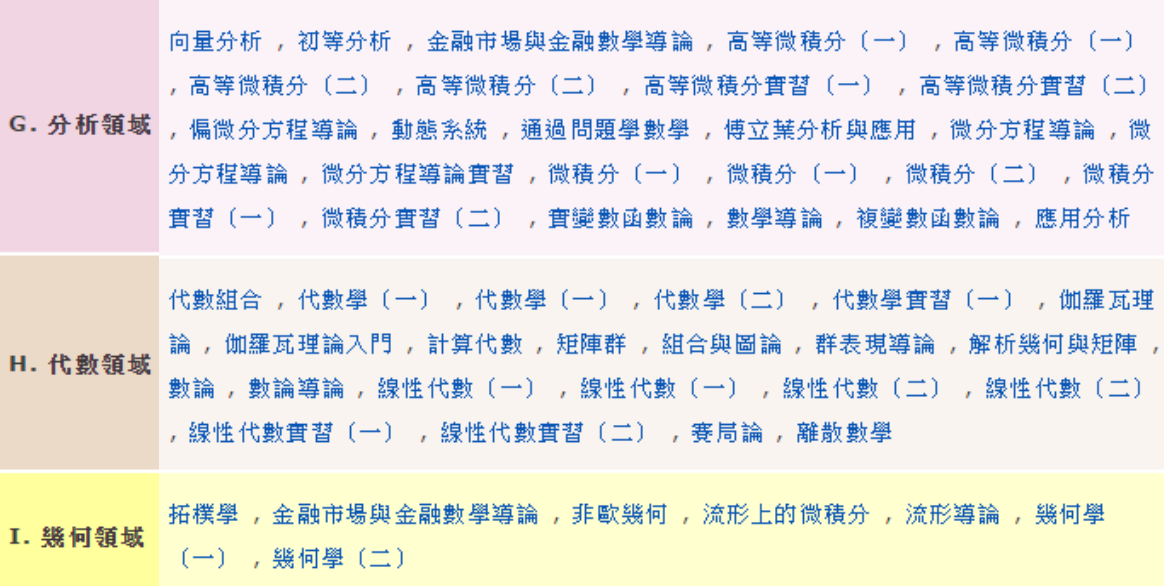 向量分析 , 初等分析 , 金融市場與金融數學導論 , 高等微積分〔一〕 , 高等微積分〔一〕
, 高等微積分〔二〕 , 高等微積分〔二〕 , 高等微積分實習〔一〕 , 高等微積分實習〔二〕
G. 分析領域
, 偏微分方程導論 , 動態系統 , 通過問題學數學 , 傅立葉分析與應用 , 微分方程導論 , 微
分方程導論 , 微分方程導論實習 , 微積分〔一〕 , 微積分〔一〕 , 微積分〔二〕 , 微積分
實習〔一〕 , 微積分實習〔二〕 , 實變數函數論 , 數學導論 , 複變數函數論 , 應用分析
代數組合 , 代數學〔一〕 , 代數學〔一〕 , 代數學〔二〕 , 代數學實習〔一〕 , 伽羅瓦理
論 , 伽羅瓦理論入門 , 計算代數 , 矩陣群 , 組合與圖論 , 群表現導論 , 解析幾何與矩陣 ,
H. 代數領域
數論 , 數論導論 , 線性代數〔一〕 , 線性代數〔一〕 , 線性代數〔二〕 , 線性代數〔二〕
, 線性代數實習〔一〕 , 線性代數實習〔二〕 , 賽局論 , 離散數學
拓樸學 , 金融市場與金融數學導論 , 非歐幾何 , 流形上的微積分 , 流形導論 , 幾何學
I. 幾何領域
〔一〕 , 幾何學〔二〕